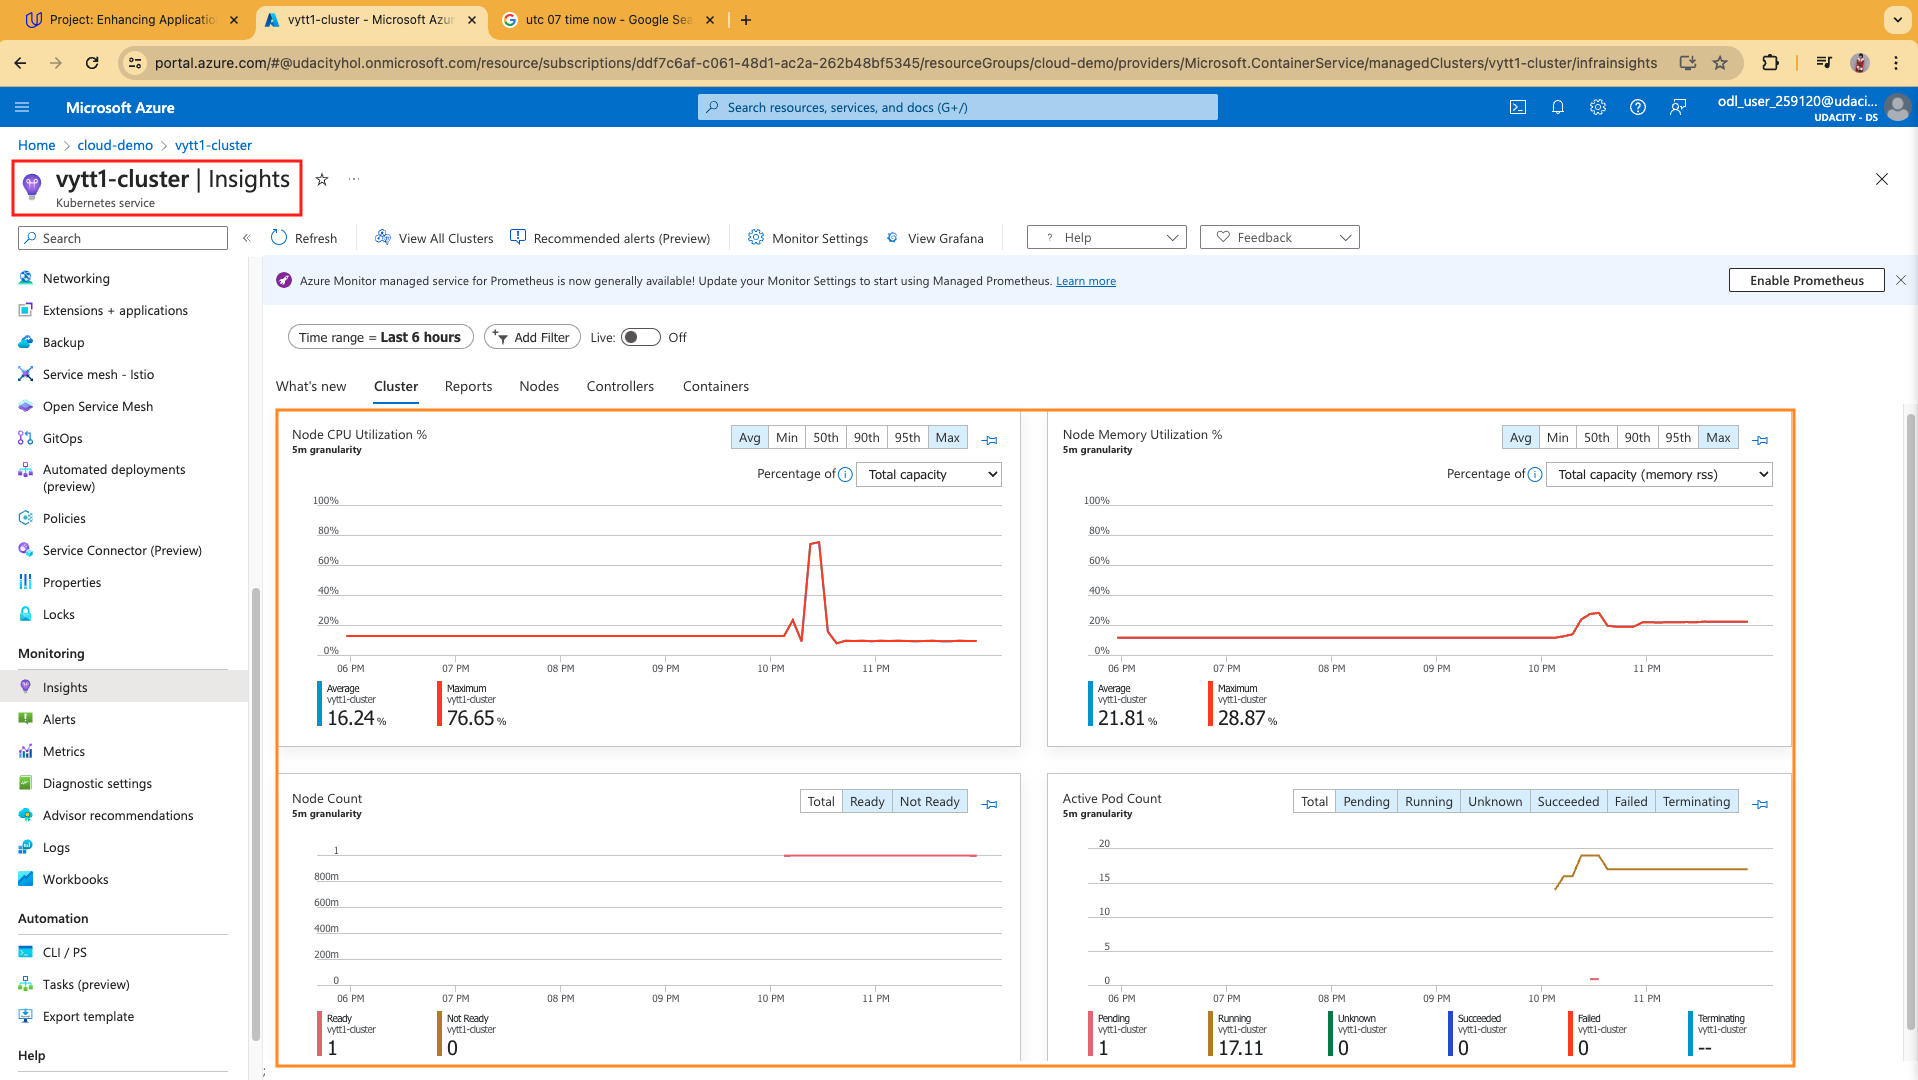 Project: Enhancing Applicatio
vytt1-cluster - Microsoft Azur
utc 07 time now - Google Sea
portal.azure.com/#@udacityhol.onmicrosoft.com/resource/subscriptions/ddf7c6af-c061-48d1-ac2a-262b48bf5345/resourceGroups/cloud-demo/providers/Microsoft.ContainerService/managedClusters/vytt1-cluster/infrainsights
Microsoft Azure
Search resources, services, and docs (G+/)
odl_user_259120@udaci...
UDACITY - DS
Home > cloud-demo > vytt1-cluster
vytt1-cluster | Insights
Kubernetes service
Search
Refresh
View All Clusters
Recommended alerts (Preview)
Monitor Settings
View Grafana
? Help
Feedback
Networking
Extensions + applications
Backup
Service mesh - Istio
Open Service Mesh
GitOps
Automated deployments
(preview)
Policies
Service Connector (Preview)
Properties
Locks
Monitoring
Insights
Alerts
Metrics
Diagnostic settings
Advisor recommendations
Logs
Workbooks
Automation
CLI / PS
Tasks (preview)
Export template
Help
Azure Monitor managed service for Prometheus is now generally available! Update your Monitor Settings to start using Managed Prometheus. Learn more
Enable Prometheus
Time range = Last 6 hours
Add Filter
Live: Off
What's new Cluster Reports Nodes Controllers Containers
Node CPU Utilization %
5m granularity
Avg Min 50th 90th 95th Max
Percentage of Total capacity
100%
80%
60%
40%
20%
0%
06 PM 07 PM 08 PM 09 PM 10 PM 11 PM
Average
vytt1-cluster
16.24 %
Maximum
vytt1-cluster
76.65 %
Node Memory Utilization %
5m granularity
Avg Min 50th 90th 95th Max
Percentage of Total capacity (memory rss)
100%
80%
60%
40%
20%
0%
06 PM 07 PM 08 PM 09 PM 10 PM 11 PM
Average
vytt1-cluster
21.81 %
Maximum
vytt1-cluster
28.87 %
Node Count
5m granularity
Total Ready Not Ready
1
800m
600m
400m
200m
0
06 PM 07 PM 08 PM 09 PM 10 PM 11 PM
Ready
vytt1-cluster
1
Not Ready
vytt1-cluster
0
Active Pod Count
5m granularity
Total Pending Running Unknown Succeeded Failed Terminating
20
15
10
5
0
06 PM 07 PM 08 PM 09 PM 10 PM 11 PM
Pending
vytt1-cluster
1
Running
vytt1-cluster
17.11
Unknown
vytt1-cluster
0
Succeeded
vytt1-cluster
0
Failed
vytt1-cluster
0
Terminating
vytt1-cluster
--
;